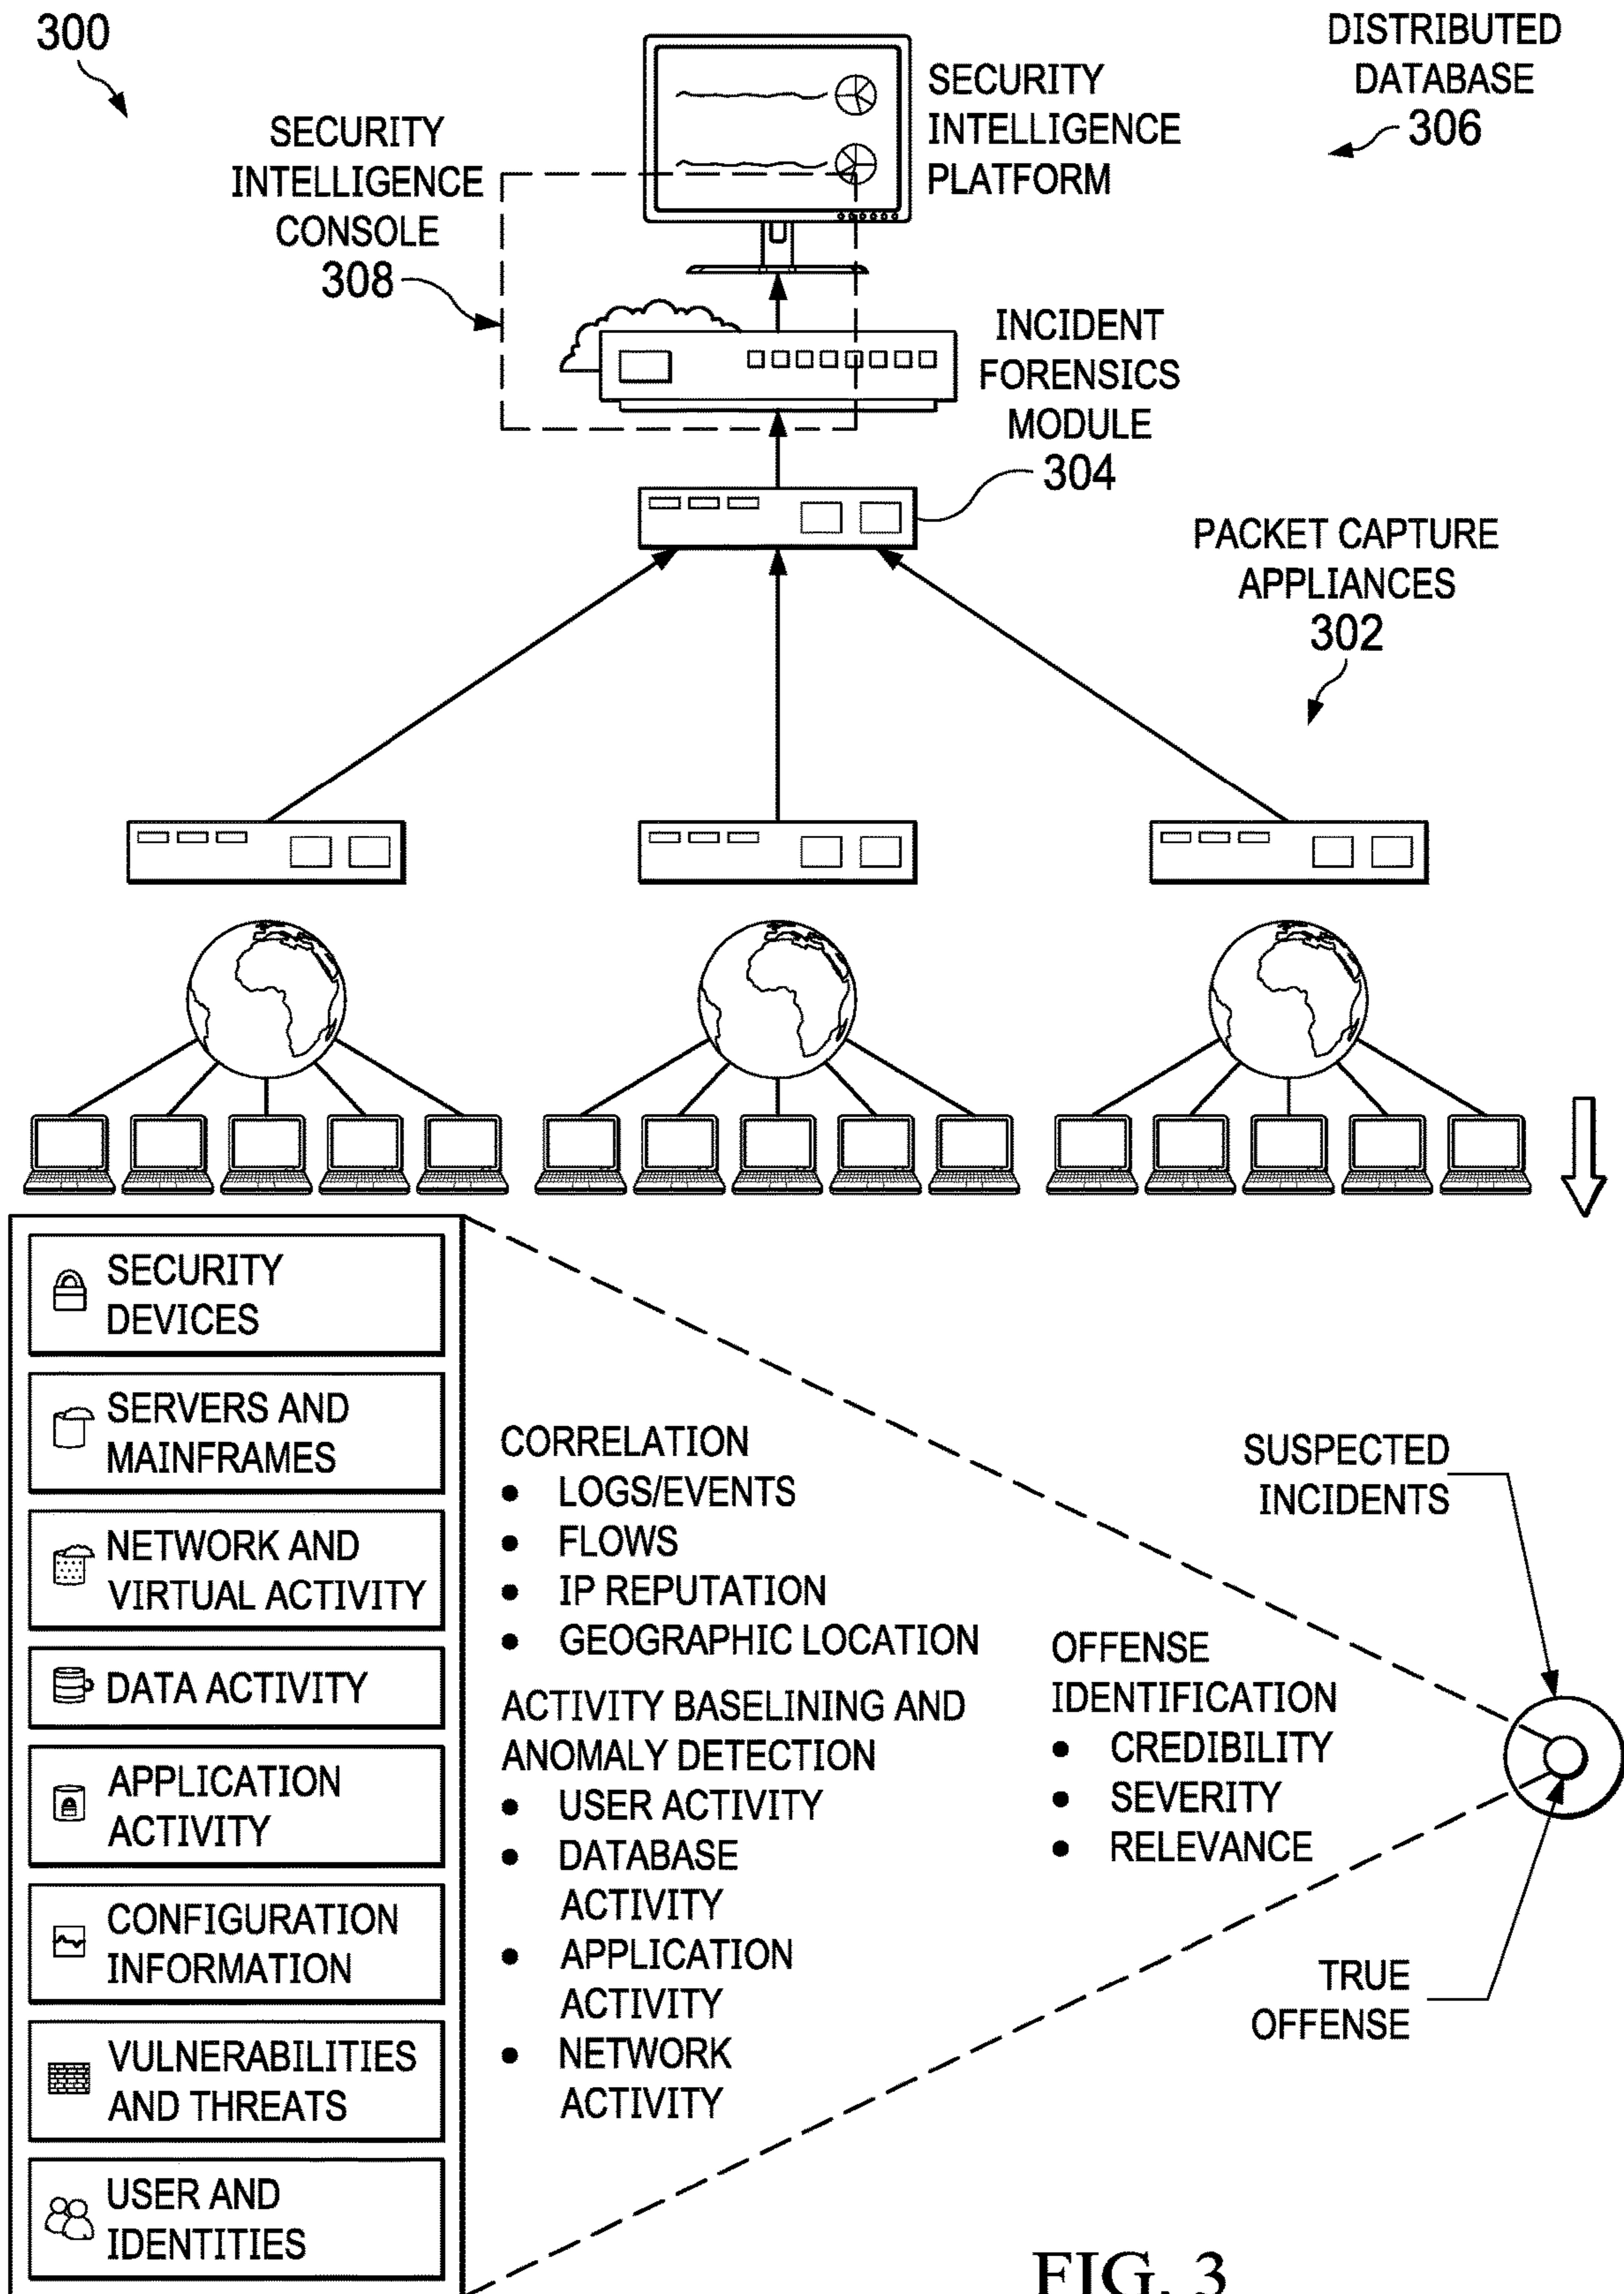 300
DISTRIBUTED
DATABASE
306
SECURITY
INTELLIGENCE
PLATFORM
SECURITY
INTELLIGENCE
CONSOLE
308
INCIDENT
FORENSICS
MODULE
304
PACKET CAPTURE
APPLIANCES
302
SECURITY
DEVICES
SERVERS AND
MAINFRAMES
NETWORK AND
VIRTUAL ACTIVITY
DATA ACTIVITY
APPLICATION
ACTIVITY
CONFIGURATION
INFORMATION
VULNERABILITIES
AND THREATS
USER AND
IDENTITIES
CORRELATION
• LOGS/EVENTS
• FLOWS
• IP REPUTATION
• GEOGRAPHIC LOCATION
ACTIVITY BASELINING AND
ANOMALY DETECTION
• USER ACTIVITY
• DATABASE
ACTIVITY
• APPLICATION
ACTIVITY
• NETWORK
ACTIVITY
OFFENSE
IDENTIFICATION
• CREDIBILITY
• SEVERITY
• RELEVANCE
SUSPECTED
INCIDENTS
TRUE
OFFENSE
FIG. 3